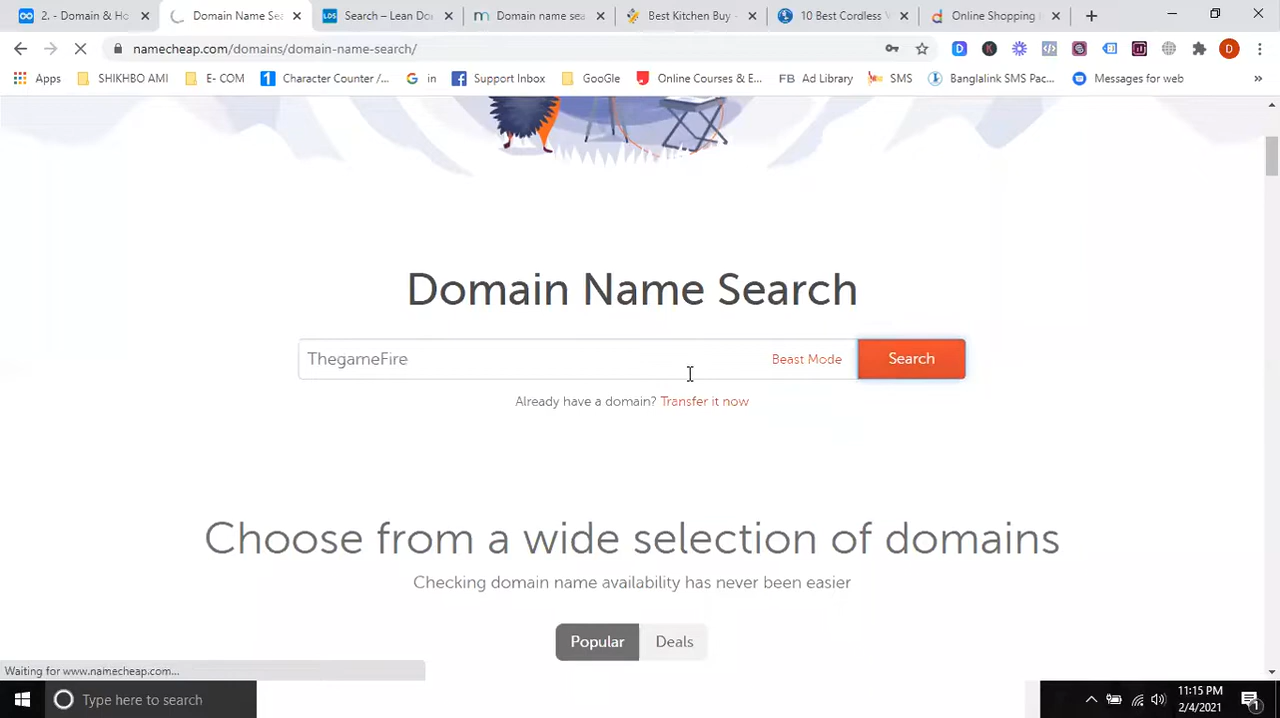 2. - Domain & Ho
Domain Name Sea
LDS
Search – Lean Do
Domain name sea
Best Kitchen Buy -
10 Best Cordless V
Online Shopping
namecheap.com/domains/domain-name-search/
Apps
SHIKHBO AMI
E- COM
Character Counter /...
in
Support Inbox
GooGle
Online Courses & E...
FB Ad Library
SMS
Banglalink SMS Pac...
Messages for web
»
Domain Name Search
ThegameFire
Beast Mode
Search
Already have a domain? Transfer it now
Choose from a wide selection of domains
Checking domain name availability has never been easier
Popular
Deals
Waiting for www.namecheap.com...
Type here to search
11:15 PM
2/4/2021